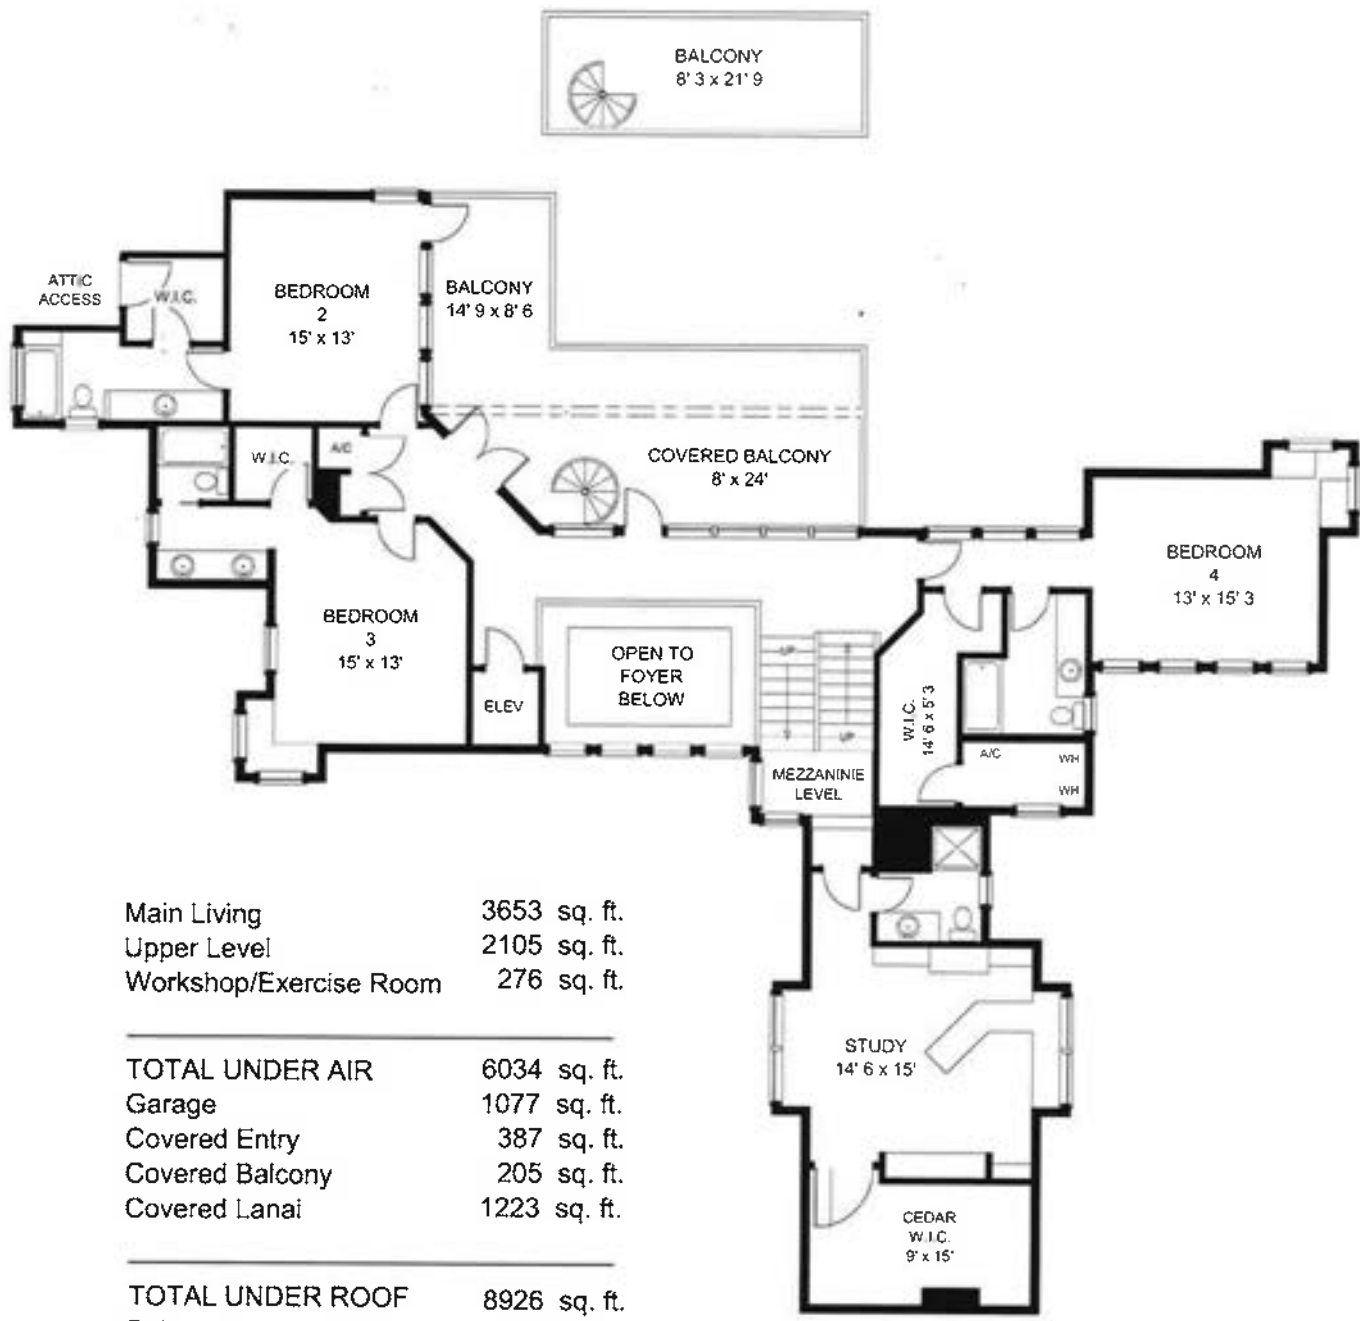 BALCONY
8' 3 x 21' 9
ATTIC
ACCESS
W.I.C.
BEDROOM
2
15' x 13'
BALCONY
14' 9 x 8' 6
A/C
W.I.C.
COVERED BALCONY
8' x 24'
BEDROOM
4
13' x 15' 3
BEDROOM
3
15' x 13'
ELEV
OPEN TO
FOYER
BELOW
UP
UP
W.I.C.
14' 6 x 5' 3
A/C
WH
WH
MEZZANINIE
LEVEL
STUDY
14' 6 x 15'
CEDAR
W.I.C.
9' x 15'
Main Living 3653 sq. ft.
Upper Level 2105 sq. ft.
Workshop/Exercise Room 276 sq. ft.
TOTAL UNDER AIR 6034 sq. ft.
Garage 1077 sq. ft.
Covered Entry 387 sq. ft.
Covered Balcony 205 sq. ft.
Covered Lanai 1223 sq. ft.
TOTAL UNDER ROOF 8926 sq. ft.